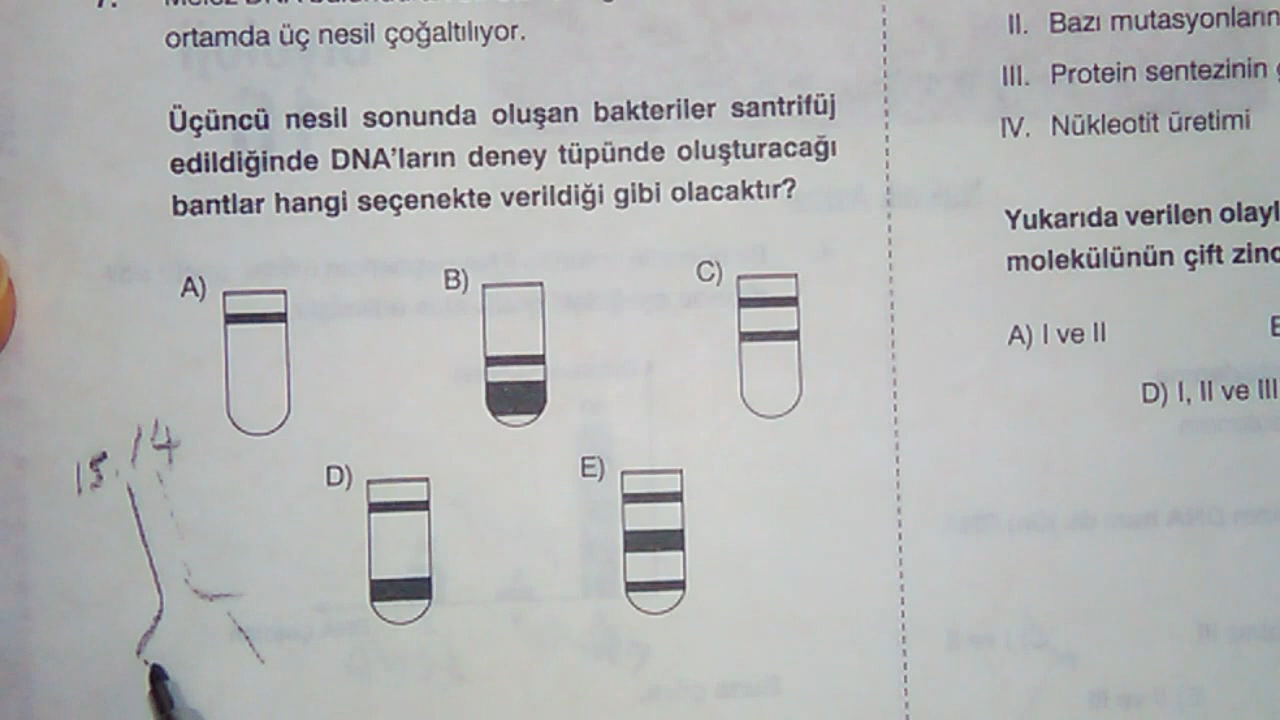 7.
ortamda üç nesil çoğaltılıyor.
Üçüncü nesil sonunda oluşan bakteriler santrifüj
edildiğinde DNA'ların deney tüpünde oluşturacağı
bantlar hangi seçenekte verildiği gibi olacaktır?
A)
B)
C)
D)
E)
15 14
II. Bazı mutasyonların
III. Protein sentezinin
IV. Nükleotit üretimi
Yukarıda verilen
molekülünün çift
A) I ve II
D) I, II ve III